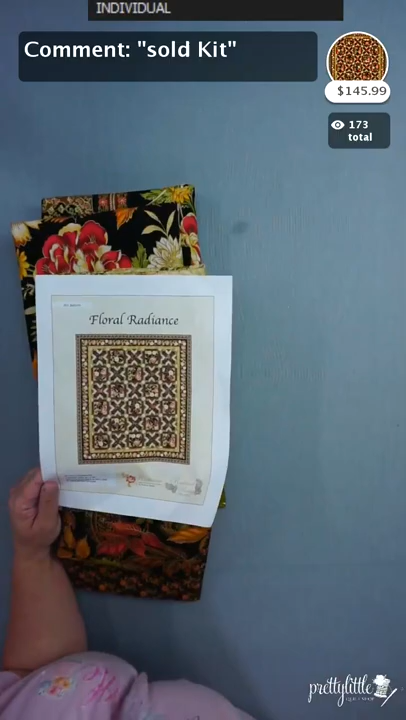 INDIVIDUAL
Comment: "sold Kit"
$145.99
173
total
Floral Radiance
prettylittle